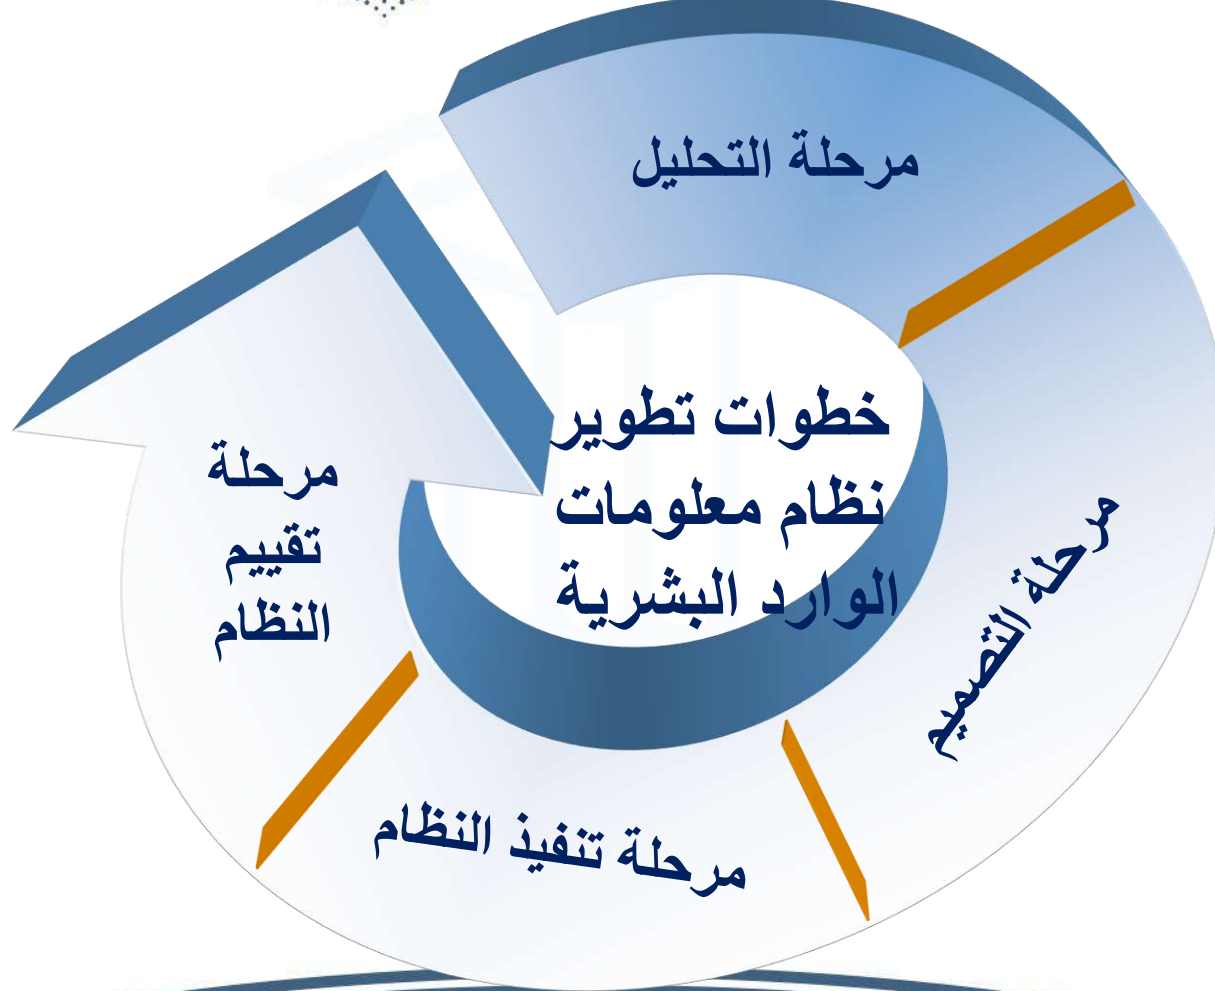 مرحلة التحليل
خطوات تطوير
نظام معلومات
الوارد البشرية
مرحلة التصميم
مرحلة تنفيذ النظام
مرحلة
تقييم
النظام